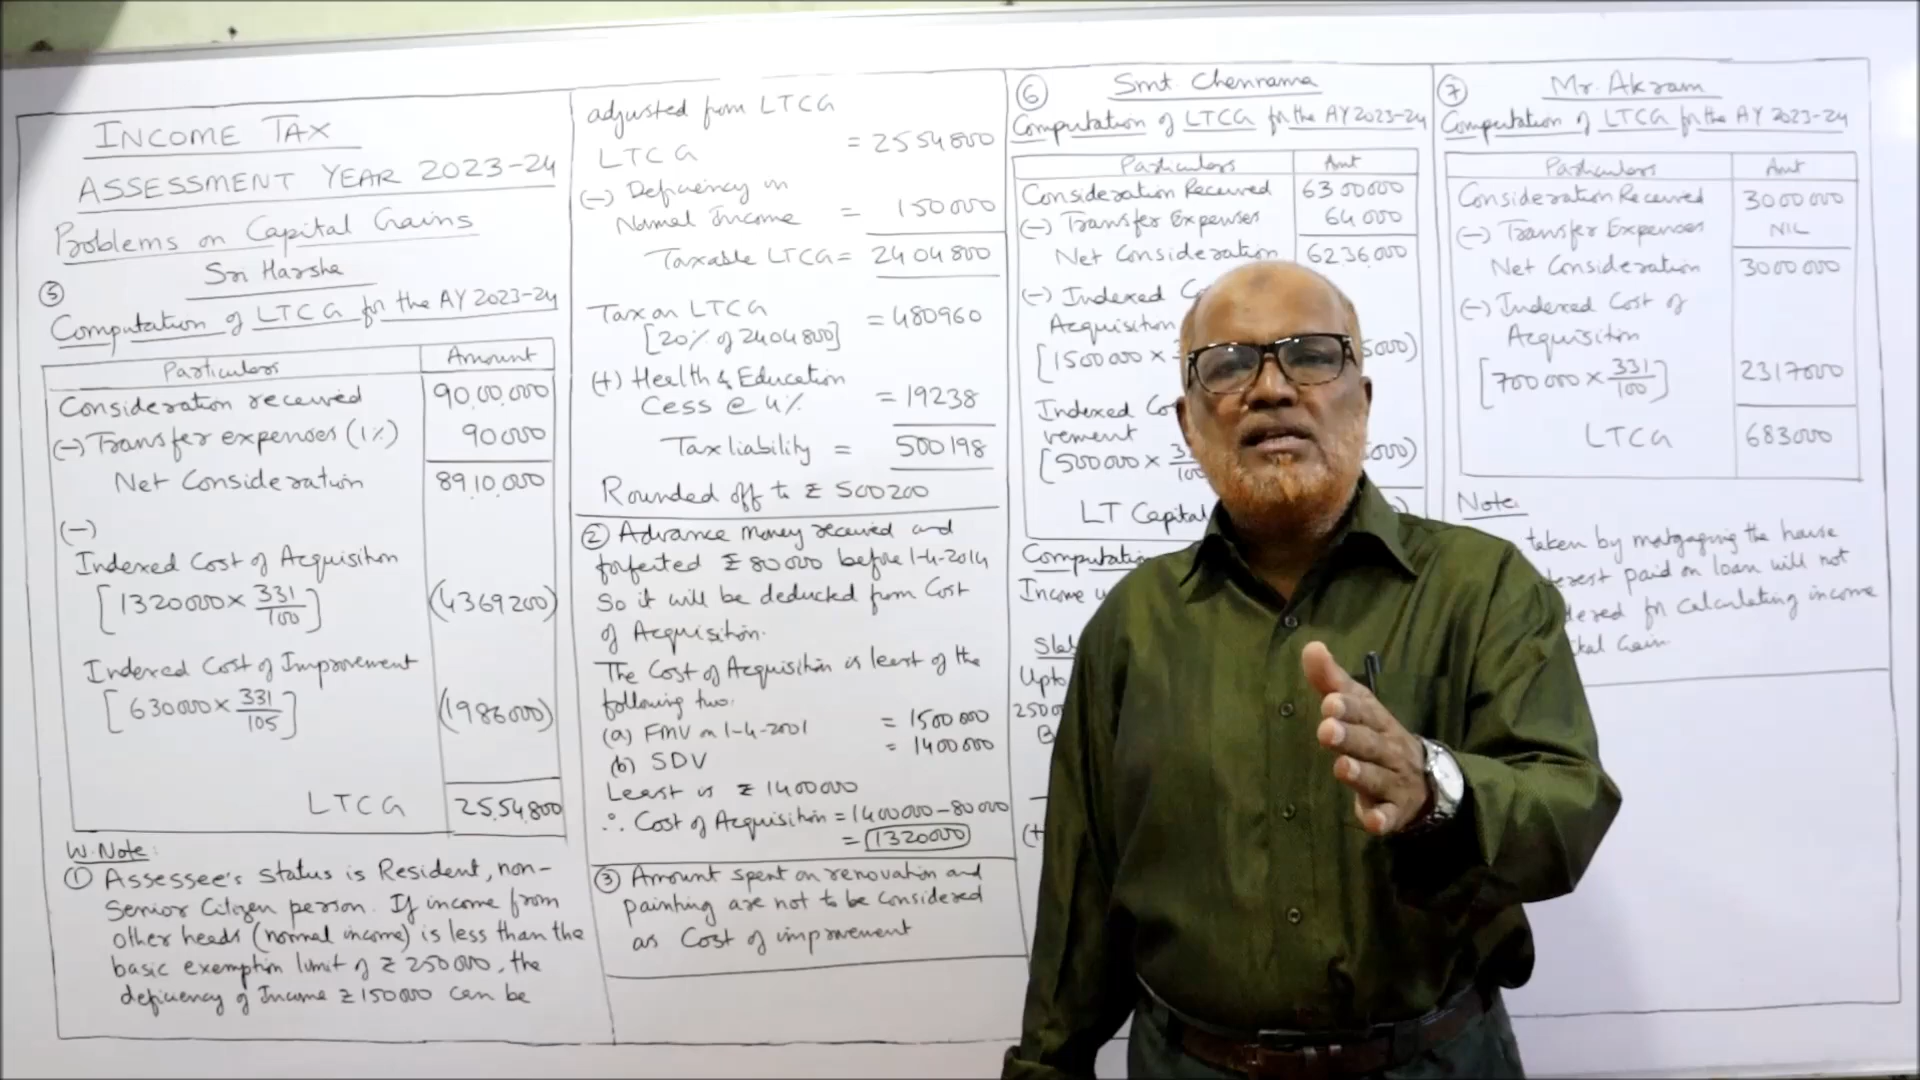 INCOME TAX
ASSESSMENT YEAR 2023-24
Problems on Capital Gains
⑤ Sri Harsha
Computation of LTCG for the AY 2023-24
Particulars Amount
Consideration received 90,00,000
(-) Transfer expenses (1%) 90000
Net Consideration 89,10,000
(-)
Indexed Cost of Acquisition
[1320000 × 331/100] (4369200)
Indexed Cost of Improvement
[630000 × 331/105] (1986000)
LTCG 25,54,800
W.Note:
① Assessee's status is Resident, non-
Senior Citizen person. If income from
other heads (normal income) is less than the
basic exemption limit of ₹ 250000, the
deficiency of Income ₹ 150000 can be
adjusted from LTCG
LTCG = 2554800
(-) Deficiency in
Normal Income = 150000
Taxable LTCG = 2404800
Tax on LTCG
[20% of 2404800] = 480960
(+) Health & Education
Cess @ 4% = 19238
Tax liability = 500198
Rounded off to ₹ 500200
② Advance money received and
forfeited ₹ 80000 before 1-4-2014
So it will be deducted from Cost
of Acquisition.
The Cost of Acquisition is least of the
following two:
(a) FMV on 1-4-2001 = 1500000
(b) SDV = 1400000
Least is ₹ 1400000
∴ Cost of Acquisition = 1400000 - 80000
= 1320000
③ Amount spent on renovation and
painting are not to be considered
as Cost of improvement
⑥ Smt. Chennama
Computation of LTCG for the AY 2023-24
Particulars Amt
Consideration Received 6300000
(-) Transfer Expenses 64000
Net Consideration 6236000
(-) Indexed
Acquisition
[1500000 × 5000)
Indexed
vement
[500000 × 000)
LT Capital
Computation
Income
Upto
(+
⑦ Mr. Akram
Computation of LTCG for the AY 2023-24
Particulars Amt
Consideration Received 3000000
(-) Transfer Expenses NIL
Net Consideration 3000000
(-) Indexed Cost of
Acquisition
[700000 × 331/100] 2317000
LTCG 683000
Note:
taken by mortgaging the house
paid on loan will not
for Calculating income
Gain